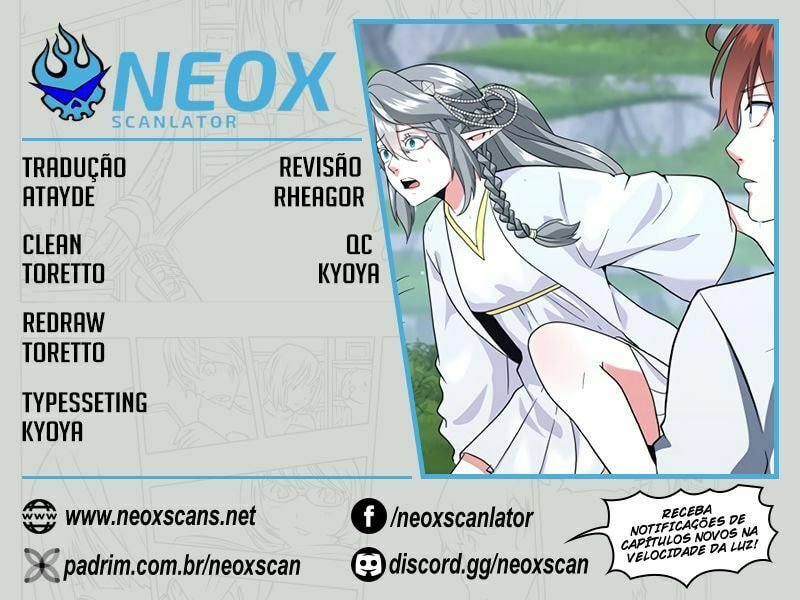 NEOX
SCANLATOR
TRADUÇÃO
ATAYDE
REVISÃO
RHEAGOR
CLEAN
TORETTO
QC
KYOYA
REDRAW
TORETTO
TYPESSETING
KYOYA
www.neoxscans.net
/neoxscanlator
padrim.com.br/neoxscan
discord.gg/neoxscan
RECEBA
NOTIFICAÇÕES DE
CAPÍTULOS NOVOS NA
VELOCIDADE DA LUZ!